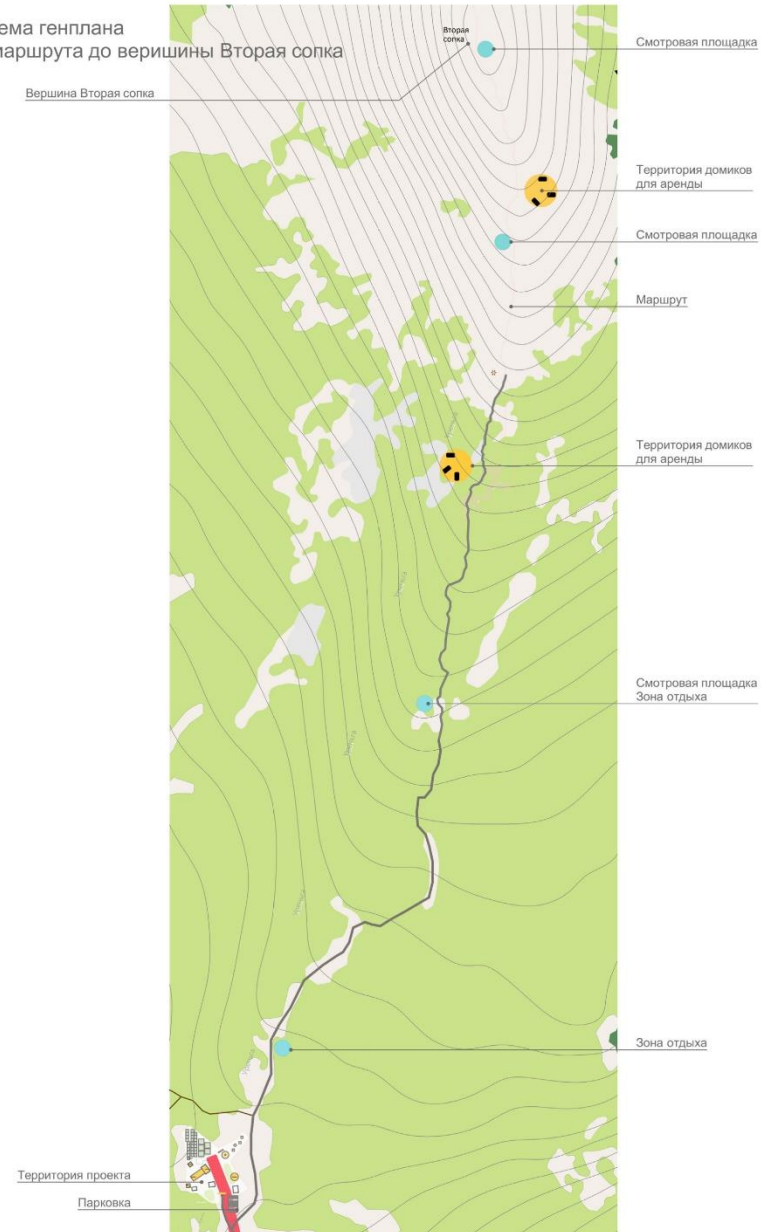 ема генплана
маршрута до веришины Вторая сопка
Вершина Вторая сопка
Вторая
сопка
Смотровая площадка
Территория домиков
для аренды
Смотровая площадка
Маршрут
Территория домиков
для аренды
Смотровая площадка
Зона отдыха
Зона отдыха
Территория проекта
Парковка